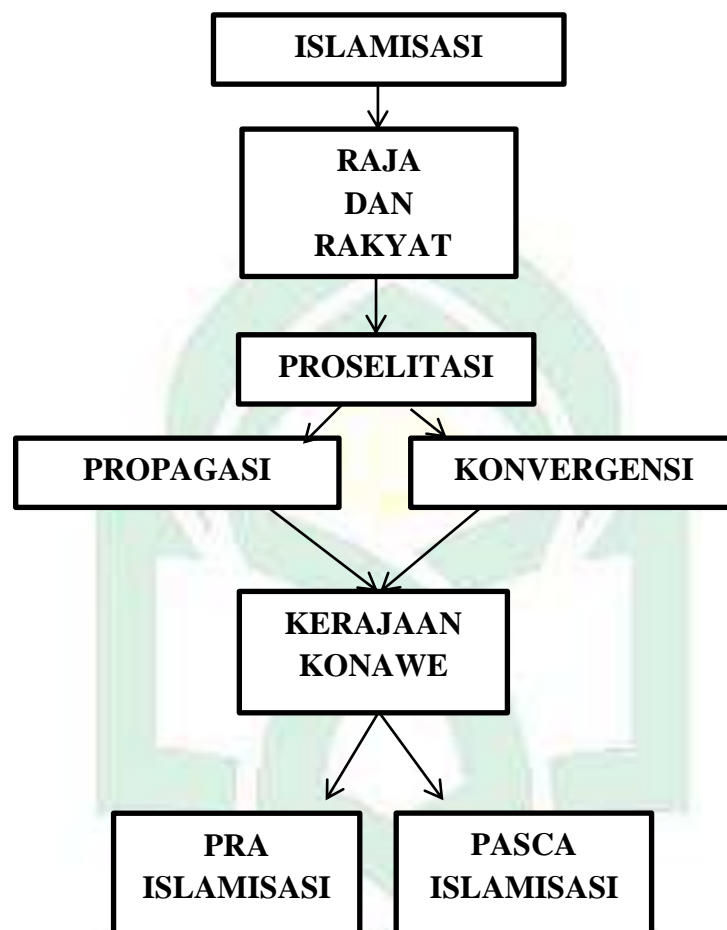 ISLAMISASI
RAJA
DAN
RAKYAT
PROSELITASI
PROPAGASI
KONVERGENSI
KERAJAAN
KONAWE
PRA
ISLAMISASI
PASCA
ISLAMISASI